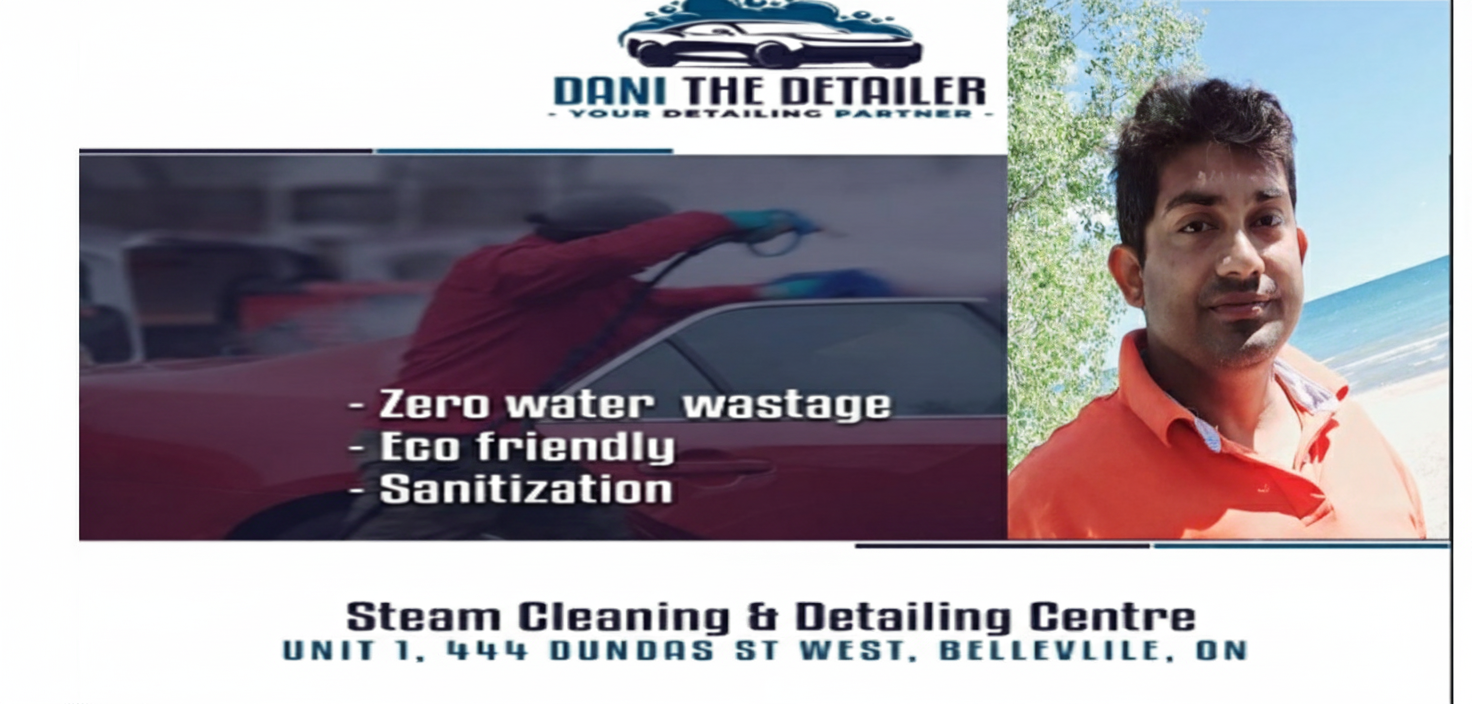 DANI THE DETAILER
- YOUR DETAILING PARTNER -
- Zero water wastage
- Eco friendly
- Sanitization
Steam Cleaning & Detailing Centre
UNIT 1, 444 DUNDAS ST WEST, BELLEVLILE, ON